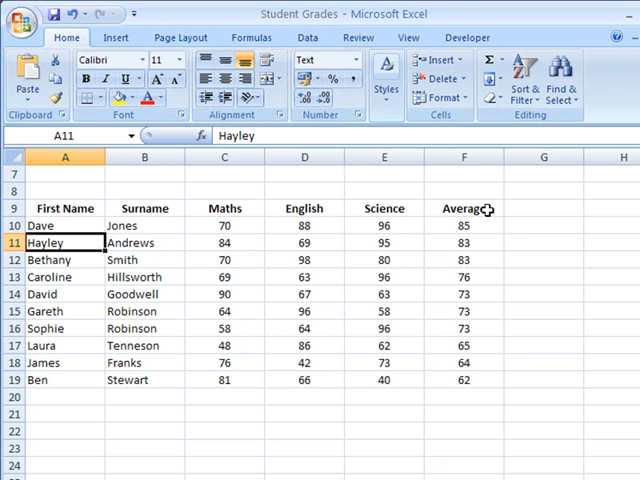 Student Grades - Microsoft Excel
Home Insert Page Layout Formulas Data Review View Developer
Calibri 11 Text Σ Insert
Paste B I U % , Styles Delete Sort & Filter Find & Select
Format
Clipboard Font Alignment Number Cells Editing
A11 fx Hayley
A B C D E F G H
7
8
9 First Name Surname Maths English Science Averag
10 Dave Jones 70 88 96 85
11 Hayley Andrews 84 69 95 83
12 Bethany Smith 70 98 80 83
13 Caroline Hillsworth 69 63 96 76
14 David Goodwell 90 67 63 73
15 Gareth Robinson 64 96 58 73
16 Sophie Robinson 58 64 96 73
17 Laura Tenneson 48 86 62 65
18 James Franks 76 42 73 64
19 Ben Stewart 81 66 40 62
20
21
22
23
24